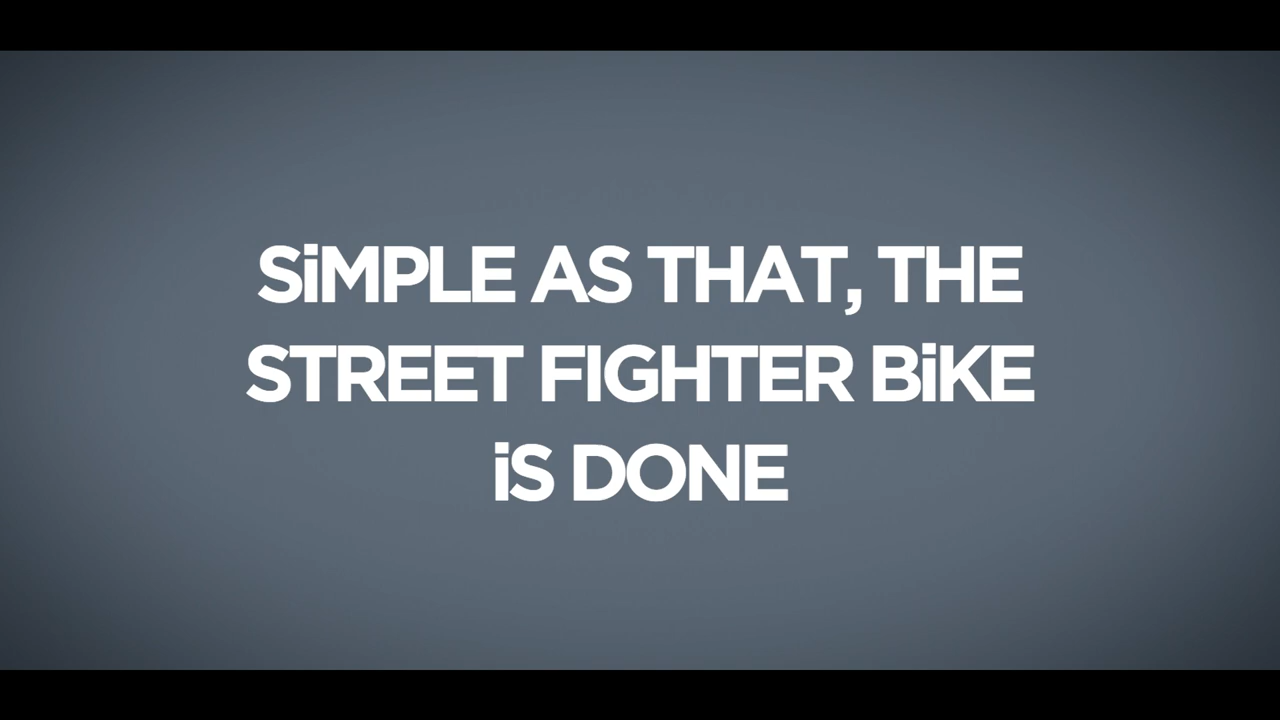 SiMPLE AS THAT, THE
STREET FIGHTER BiKE
iS DONE